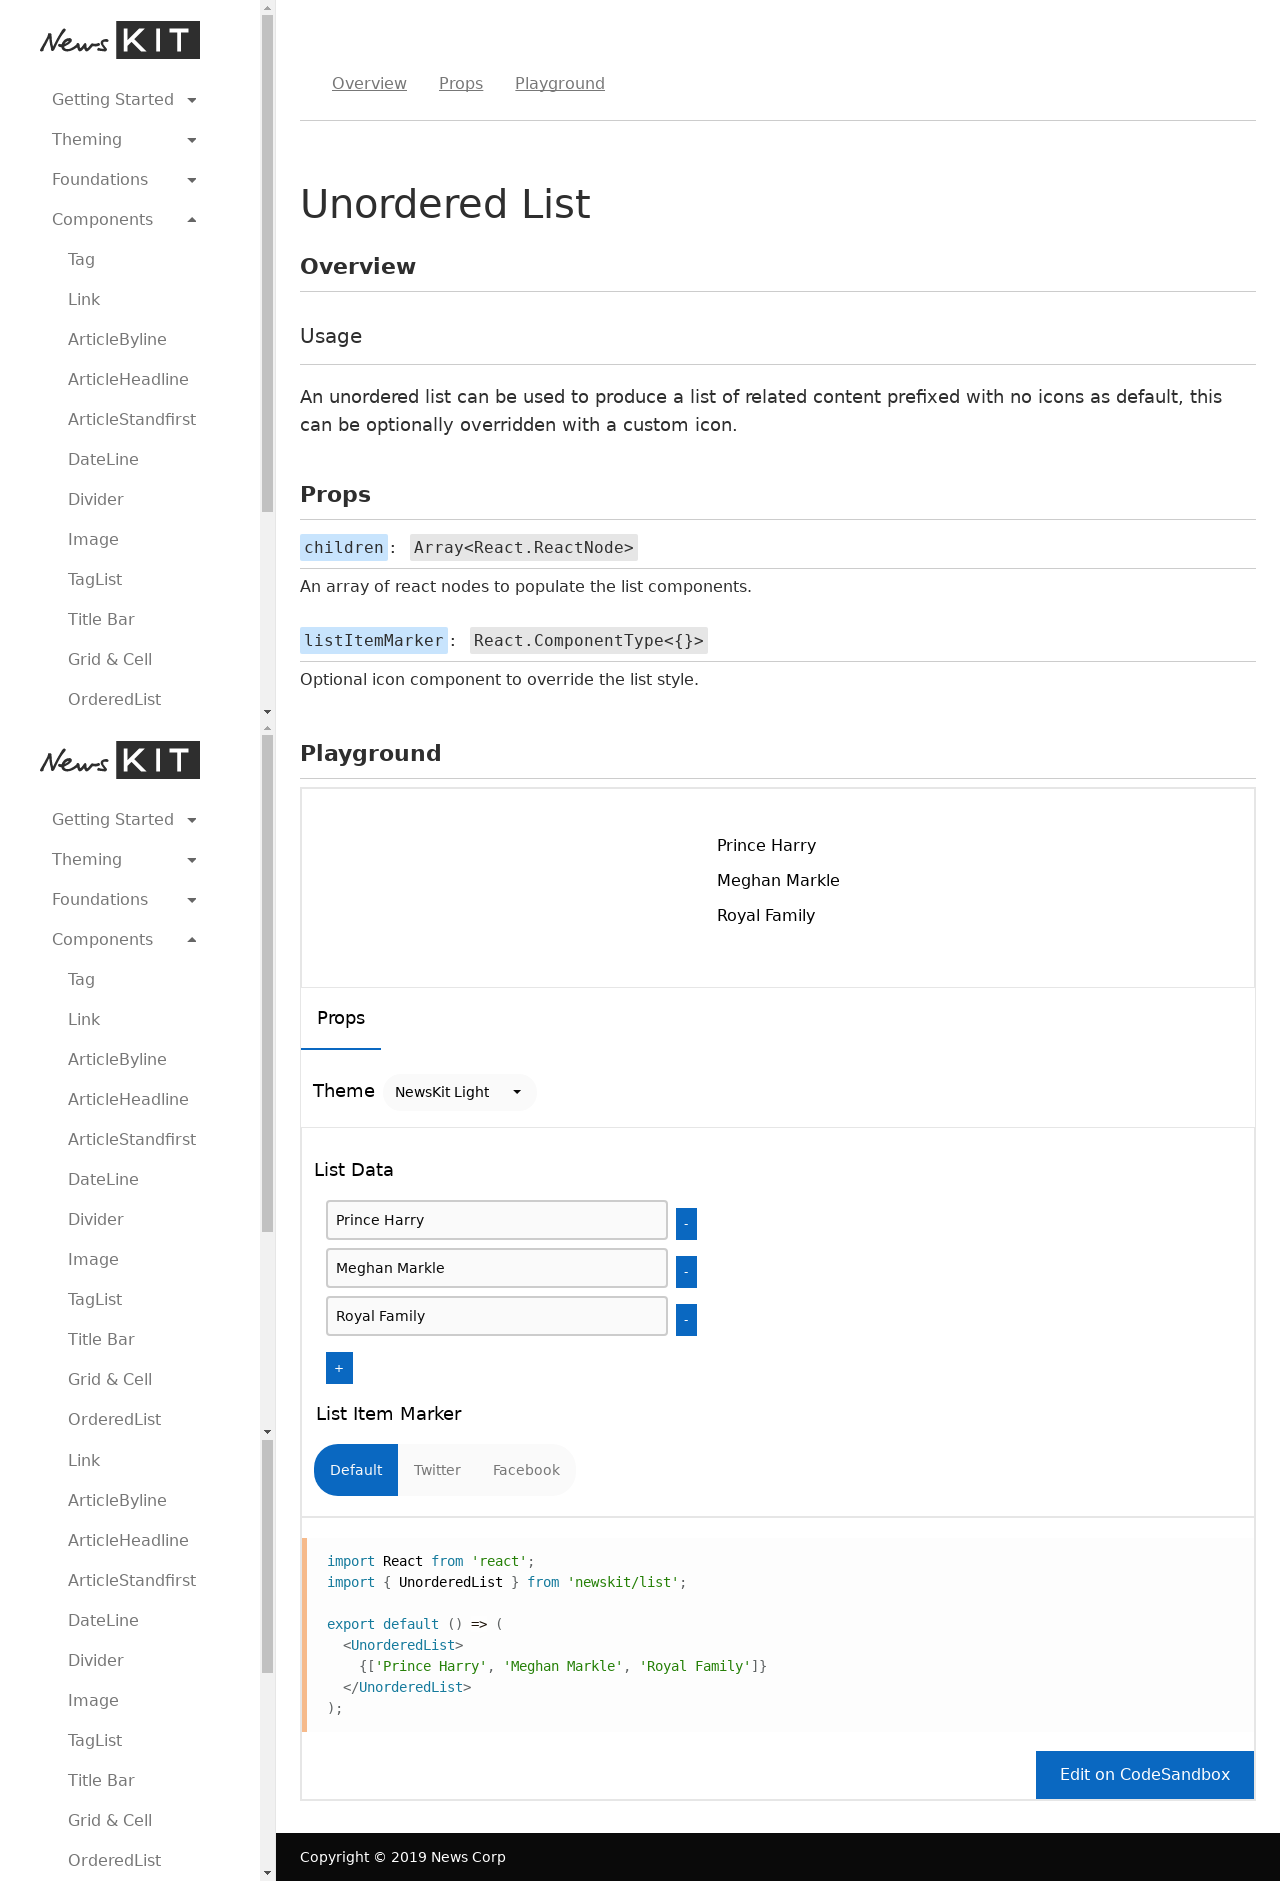 News KIT
Getting Started
Theming
Foundations
Components
Tag
Link
ArticleByline
ArticleHeadline
ArticleStandfirst
DateLine
Divider
Image
TagList
Title Bar
Grid & Cell
OrderedList
News KIT
Getting Started
Theming
Foundations
Components
Tag
Link
ArticleByline
ArticleHeadline
ArticleStandfirst
DateLine
Divider
Image
TagList
Title Bar
Grid & Cell
OrderedList
Link
ArticleByline
ArticleHeadline
ArticleStandfirst
DateLine
Divider
Image
TagList
Title Bar
Grid & Cell
OrderedList
Overview Props Playground
Unordered List
Overview
Usage
An unordered list can be used to produce a list of related content prefixed with no icons as default, this
can be optionally overridden with a custom icon.
Props
children: Array<React.ReactNode>
An array of react nodes to populate the list components.
listItemMarker: React.ComponentType<{}>
Optional icon component to override the list style.
Playground
Prince Harry
Meghan Markle
Royal Family
Props
Theme NewsKit Light
List Data
Prince Harry -
Meghan Markle -
Royal Family -
+
List Item Marker
Default Twitter Facebook
import React from 'react';
import { UnorderedList } from 'newskit/list';
export default () => (
<UnorderedList>
{['Prince Harry', 'Meghan Markle', 'Royal Family']}
</UnorderedList>
);
Edit on CodeSandbox
Copyright © 2019 News Corp